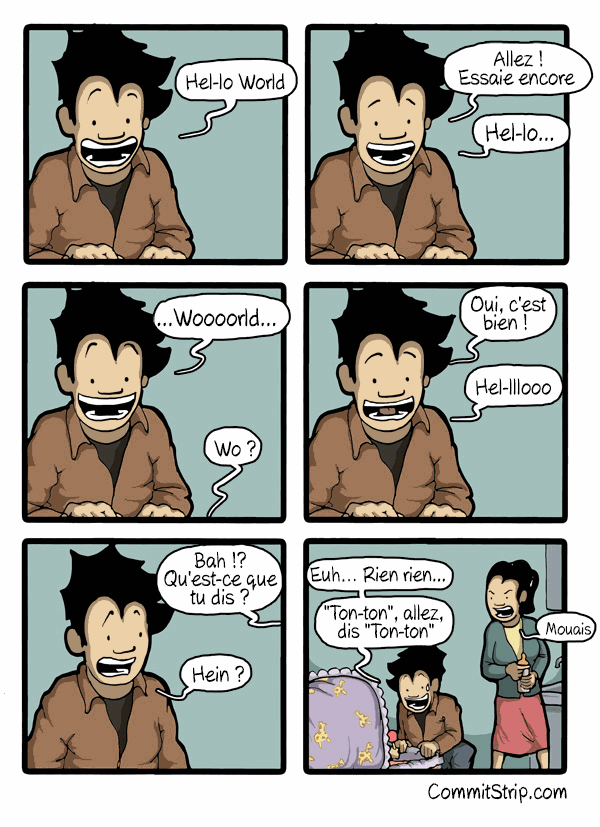 Hel-lo World
Allez !
Essaie encore
Hel-lo...
...Woooorld...
Wo ?
Oui, c'est
bien !
Hel-lllooo
Bah !?
Qu'est-ce que
tu dis ?
Hein ?
Euh... Rien rien...
"Ton-ton", allez,
dis "Ton-ton"
Mouais
CommitStrip.com